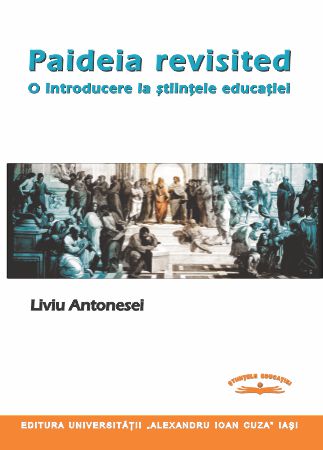 Paideia revisited
O introducere la științele educației
Liviu Antonesei
ȘTIINȚELE EDUCAȚIEI
EDITURA UNIVERSITĂȚII „ALEXANDRU IOAN CUZA” IAȘI